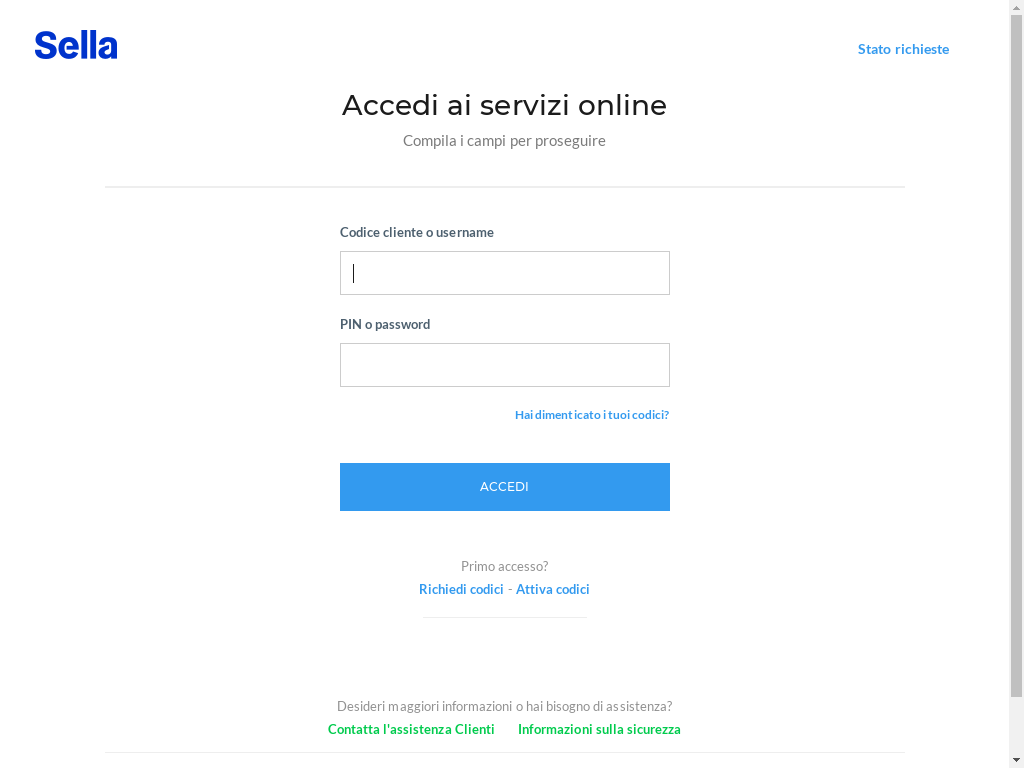 Sella
Stato richieste
Accedi ai servizi online
Compila i campi per proseguire
Codice cliente o username
PIN o password
Hai dimenticato i tuoi codici?
ACCEDI
Primo accesso?
Richiedi codici - Attiva codici
Desideri maggiori informazioni o hai bisogno di assistenza?
Contatta l'assistenza Clienti Informazioni sulla sicurezza